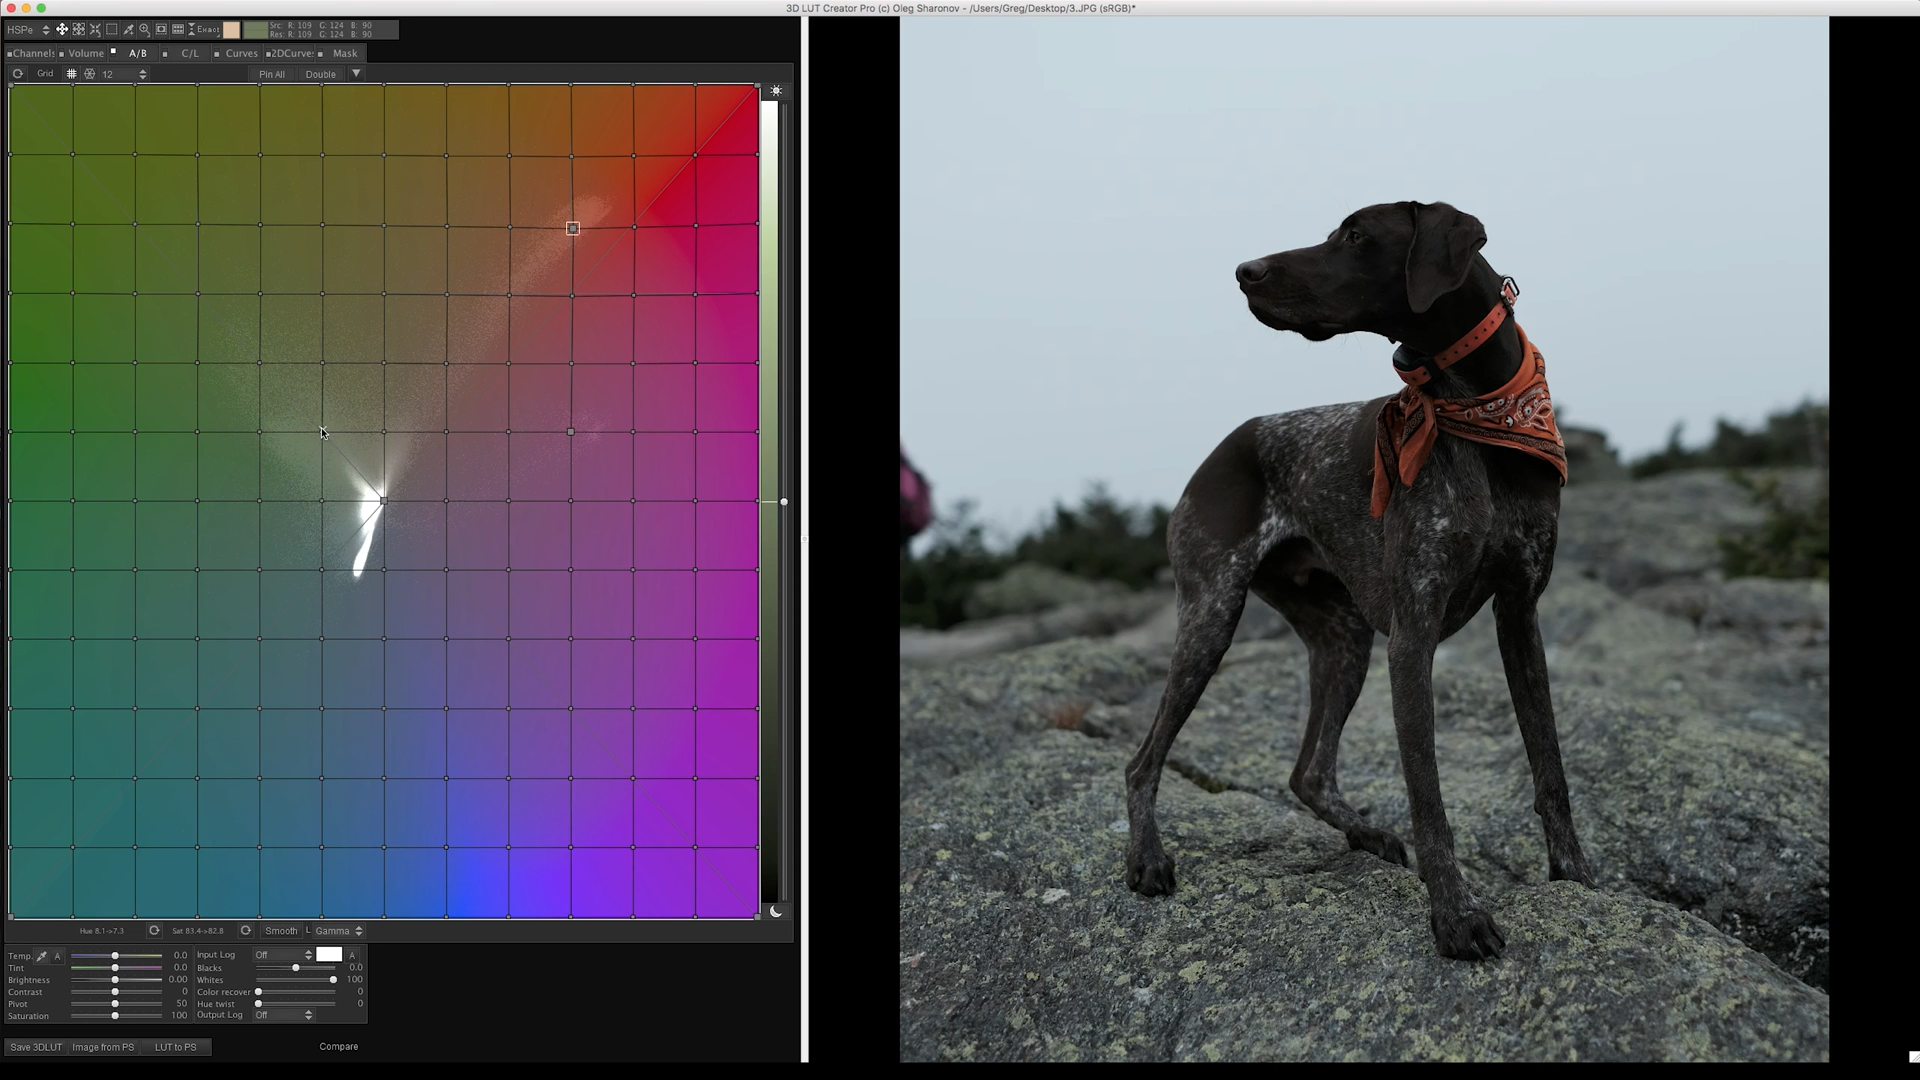 3D LUT Creator Pro (c) Oleg Sharonov - /Users/Greg/Desktop/3.JPG (sRGB)*
HSPe Exact Src: R: 109 G: 124 B: 90
Res: R: 109 G: 124 B: 90
Channels Volume A/B C/L Curves 2DCurve: Mask
Grid 12 Pin All Double
Hue 8.1->7.3 Sat 83.4->82.8 Smooth L Gamma
Temp. A 0.0 Input Log Off A
Tint 0.0 Blacks 0.0
Brightness 0.00 Whites 100
Contrast 0 Color recover 0
Pivot 50 Hue twist 0
Saturation 100 Output Log Off
Save 3DLUT Image from PS LUT to PS Compare